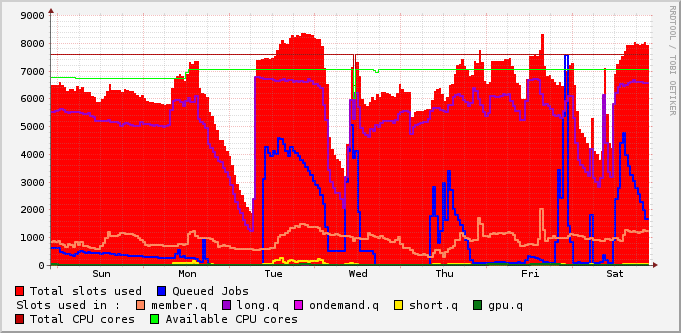 9000
8000
7000
6000
5000
4000
3000
2000
1000
0
Sun Mon Tue Wed Thu Fri Sat
RRDTOOL / TOBI OETIKER
Total slots used Queued Jobs
Slots used in : member.q long.q ondemand.q short.q gpu.q
Total CPU cores Available CPU cores